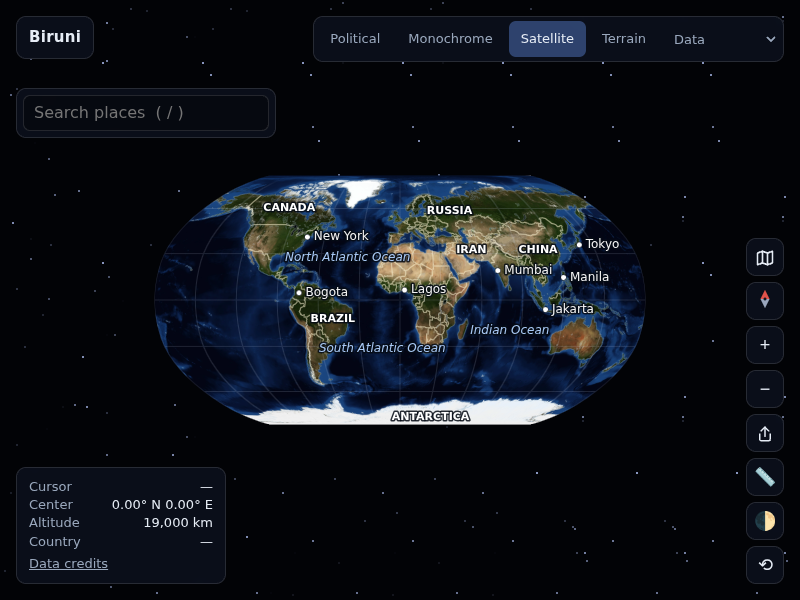 Biruni
Political
Monochrome
Satellite
Terrain
Data
Search places ( / )
CANADA
RUSSIA
New York
North Atlantic Ocean
IRAN
CHINA
Tokyo
Mumbai
Manila
Bogota
Lagos
Jakarta
BRAZIL
Indian Ocean
South Atlantic Ocean
ANTARCTICA
+
−
Cursor —
Center 0.00° N 0.00° E
Altitude 19,000 km
Country —
Data credits